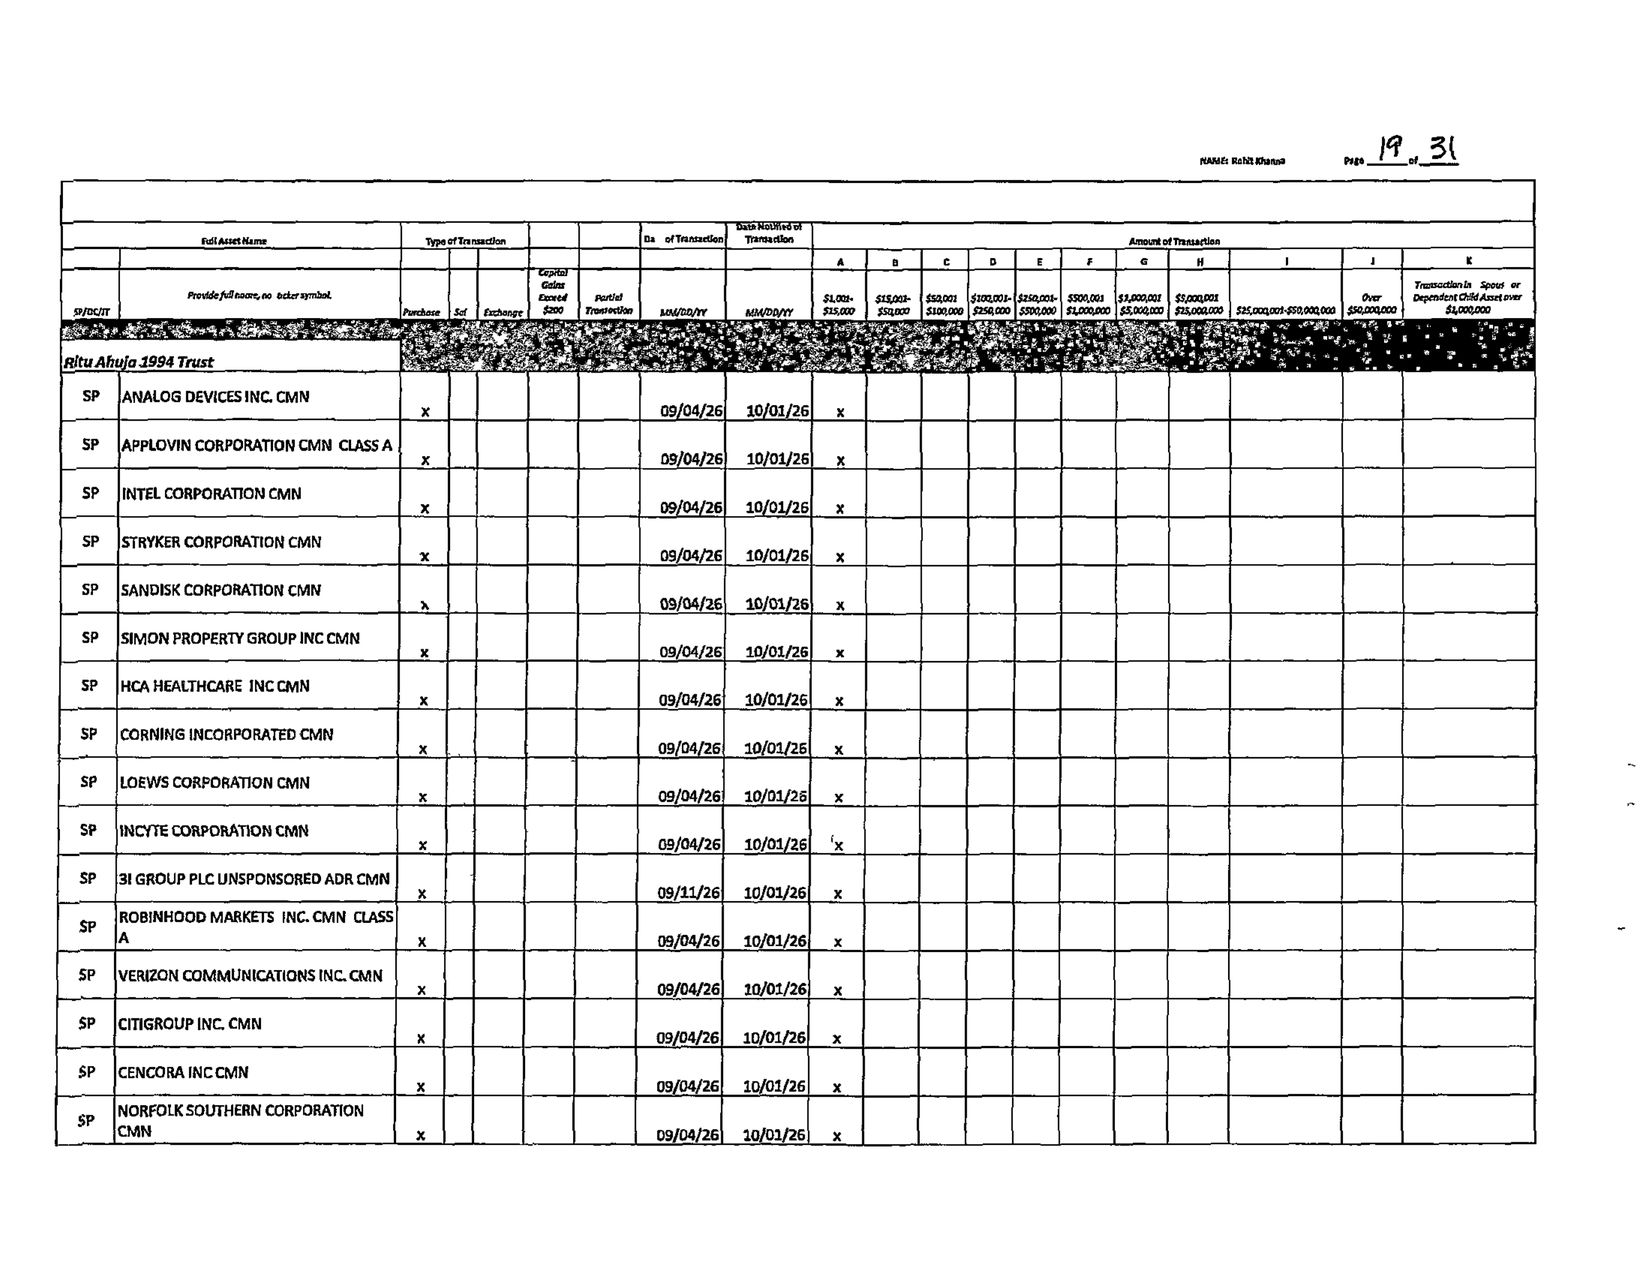 NAME: Rohit Khanna Page 19 of 31
Full Asset Name Type of Transaction of Transaction Date Notified of Transaction Amount of Transaction
A B C D E F G H I J K
SP/DC/JT Provide full name, no ticker symbol. Purchase Exchange Capital Gains Exceed $200 Partial Transaction MM/DD/YY MM/DD/YY $1,001-$15,000 $15,001-$50,000 $50,001 $100,000 $100,001-$250,000 $250,001-$500,000 $500,001 $1,000,000 $1,000,001 $5,000,000 $5,000,001 $25,000,000 $25,000,001-$50,000,000 Over $50,000,000 Transaction in Spous or Dependent Child Asset over $1,000,000
Ritu Ahuja 1994 Trust
SP ANALOG DEVICES INC. CMN x 09/04/26 10/01/26 x
SP APPLOVIN CORPORATION CMN CLASS A x 09/04/26 10/01/26 x
SP INTEL CORPORATION CMN x 09/04/26 10/01/26 x
SP STRYKER CORPORATION CMN x 09/04/26 10/01/26 x
SP SANDISK CORPORATION CMN x 09/04/26 10/01/26 x
SP SIMON PROPERTY GROUP INC CMN x 09/04/26 10/01/26 x
SP HCA HEALTHCARE INC CMN x 09/04/26 10/01/26 x
SP CORNING INCORPORATED CMN x 09/04/26 10/01/26 x
SP LOEWS CORPORATION CMN x 09/04/26 10/01/26 x
SP INCYTE CORPORATION CMN x 09/04/26 10/01/26 x
SP 3I GROUP PLC UNSPONSORED ADR CMN x 09/11/26 10/01/26 x
SP ROBINHOOD MARKETS INC. CMN CLASS
A x 09/04/26 10/01/26 x
SP VERIZON COMMUNICATIONS INC. CMN x 09/04/26 10/01/26 x
SP CITIGROUP INC. CMN x 09/04/26 10/01/26 x
SP CENCORA INC CMN x 09/04/26 10/01/26 x
SP NORFOLK SOUTHERN CORPORATION
CMN x 09/04/26 10/01/26 x